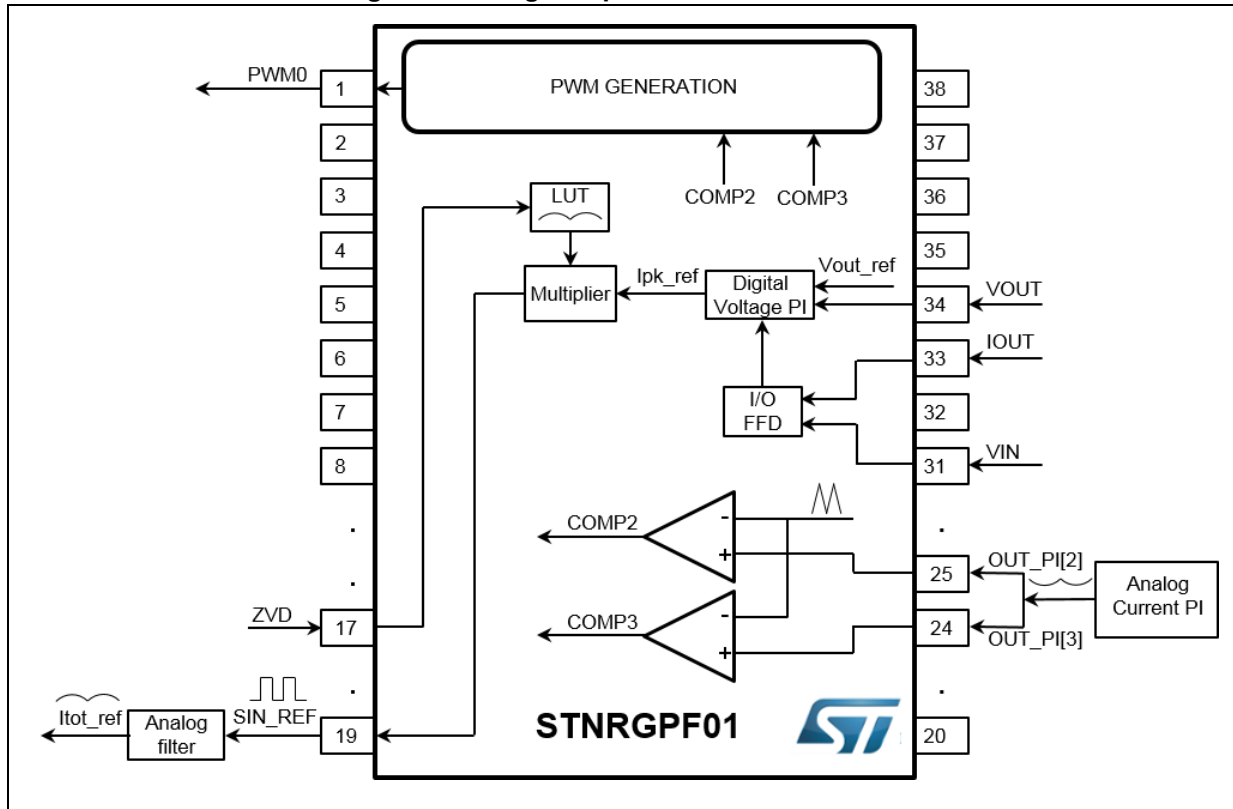 PWM0
1
PWM GENERATION
38
2
37
3
LUT
COMP2
COMP3
36
4
35
5
Multiplier
Ipk_ref
Digital
Voltage PI
Vout_ref
34
VOUT
6
33
IOUT
7
I/O
FFD
32
8
31
VIN
.
COMP2
-
+
.
25
OUT_PI[2]
Analog
Current PI
.
ZVD
17
COMP3
-
+
24
OUT_PI[3]
.
.
Itot_ref
Analog
filter
SIN_REF
19
STNRGPF01
ST
20